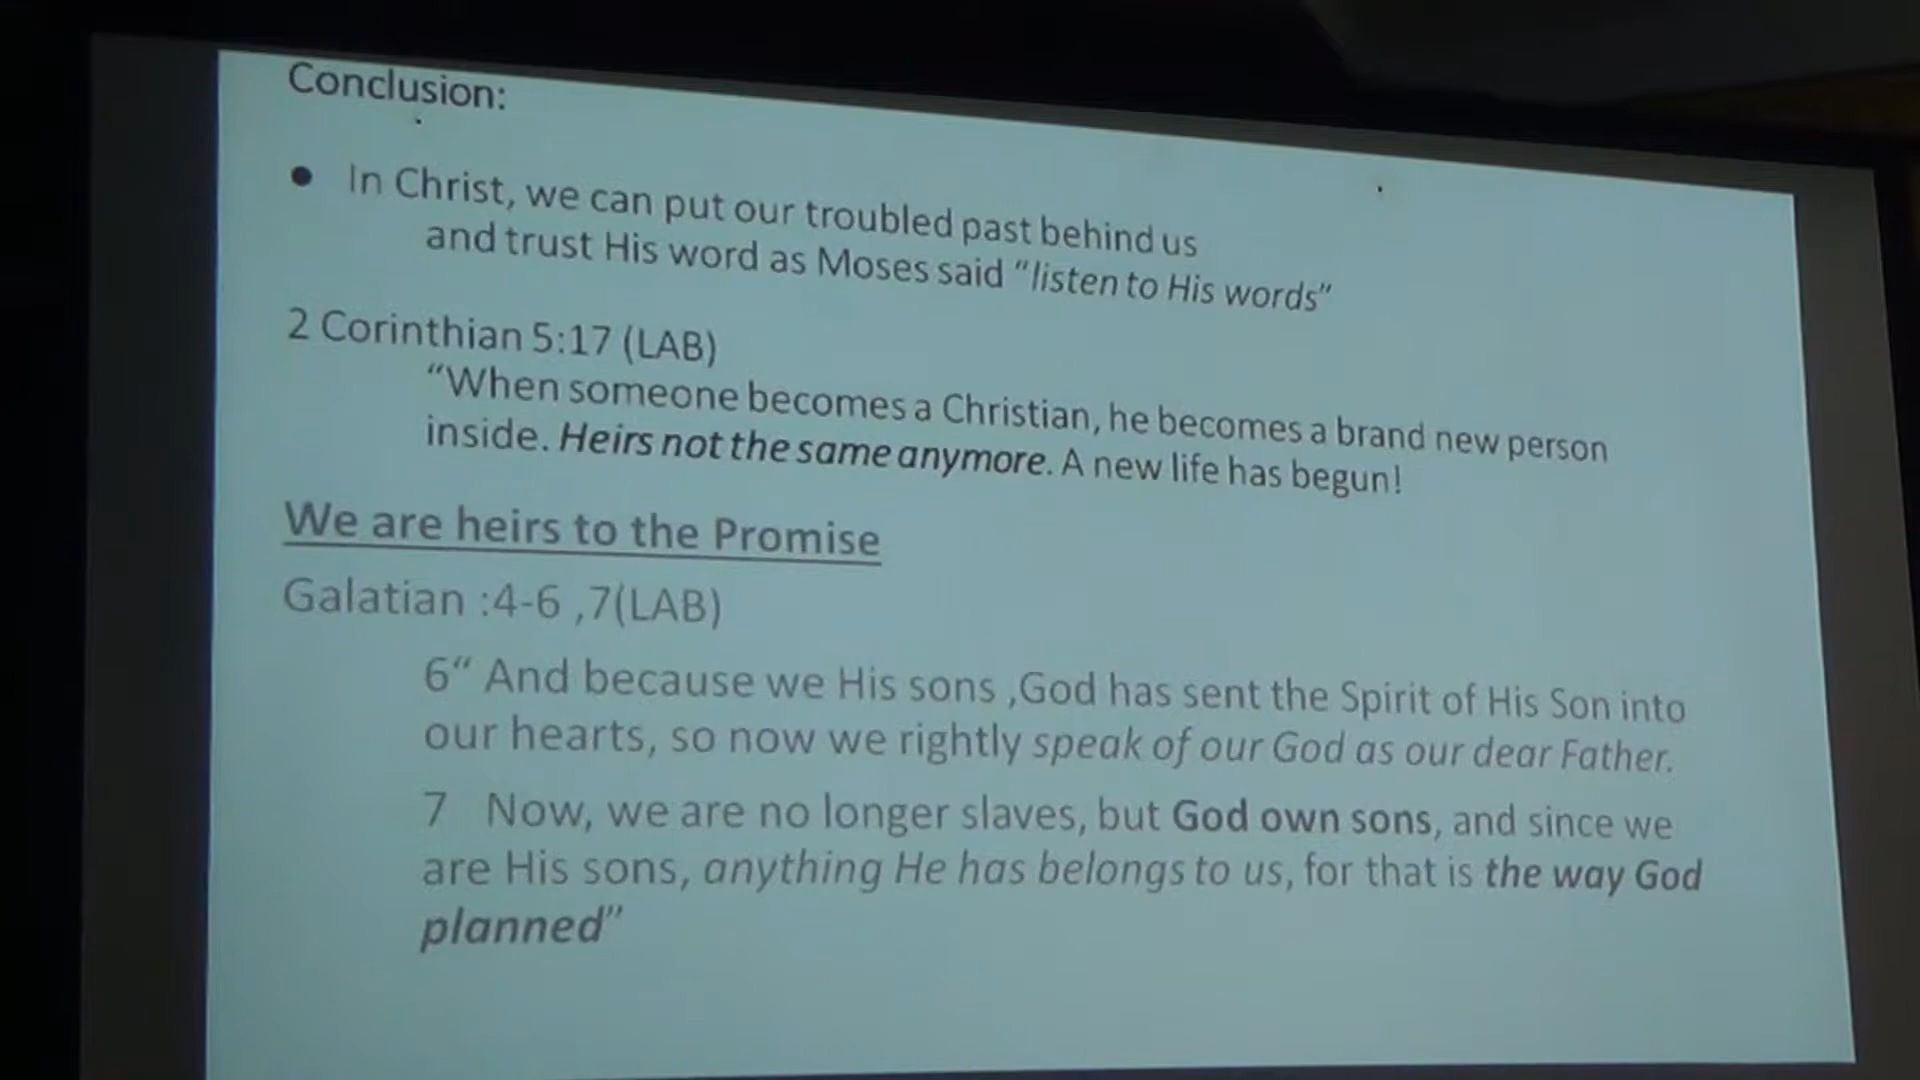 Conclusion:
● In Christ, we can put our troubled past behind us
and trust His word as Moses said “listen to His words”
2 Corinthian 5:17 (LAB)
“When someone becomes a Christian, he becomes a brand new person
inside. Heirs not the same anymore. A new life has begun!
We are heirs to the Promise
Galatian :4-6 ,7(LAB)
6“ And because we His sons ,God has sent the Spirit of His Son into
our hearts, so now we rightly speak of our God as our dear Father.
7 Now, we are no longer slaves, but God own sons, and since we
are His sons, anything He has belongs to us, for that is the way God
planned”